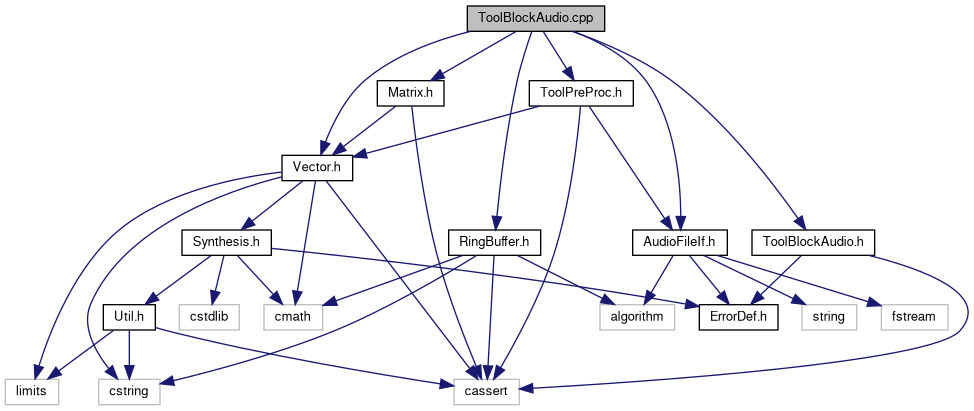 ToolBlockAudio.cpp
Matrix.h
ToolPreProc.h
Vector.h
Synthesis.h
RingBuffer.h
AudioFileIf.h
ToolBlockAudio.h
Util.h
cstdlib
cmath
algorithm
ErrorDef.h
string
fstream
limits
cstring
cassert